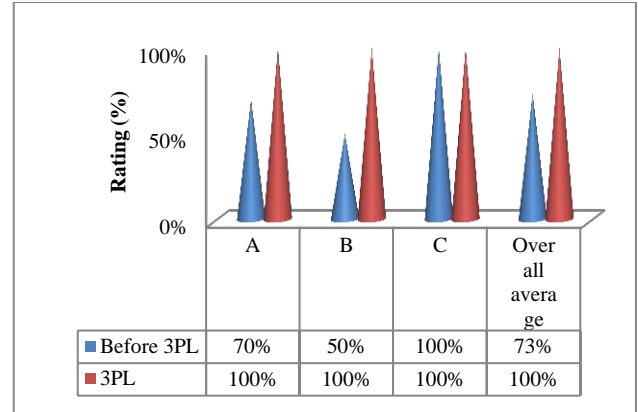 100%
50%
0%
Rating (%)
A B C Over
all
avera
ge
Before 3PL 70% 50% 100% 73%
3PL 100% 100% 100% 100%